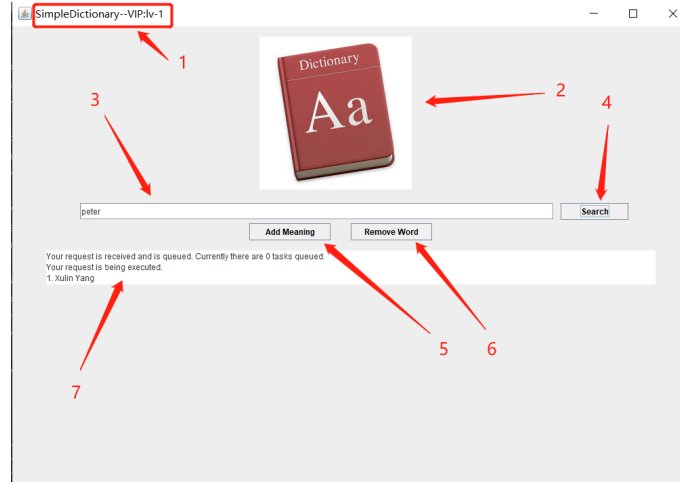 SimpleDictionary--VIP:lv-1
1
Dictionary
Aa
2
3
4
peter
Search
Add Meaning
Remove Word
Your request is received and is queued. Currently there are 0 tasks queued.
Your request is being executed.
1. Xulin Yang
5
6
7